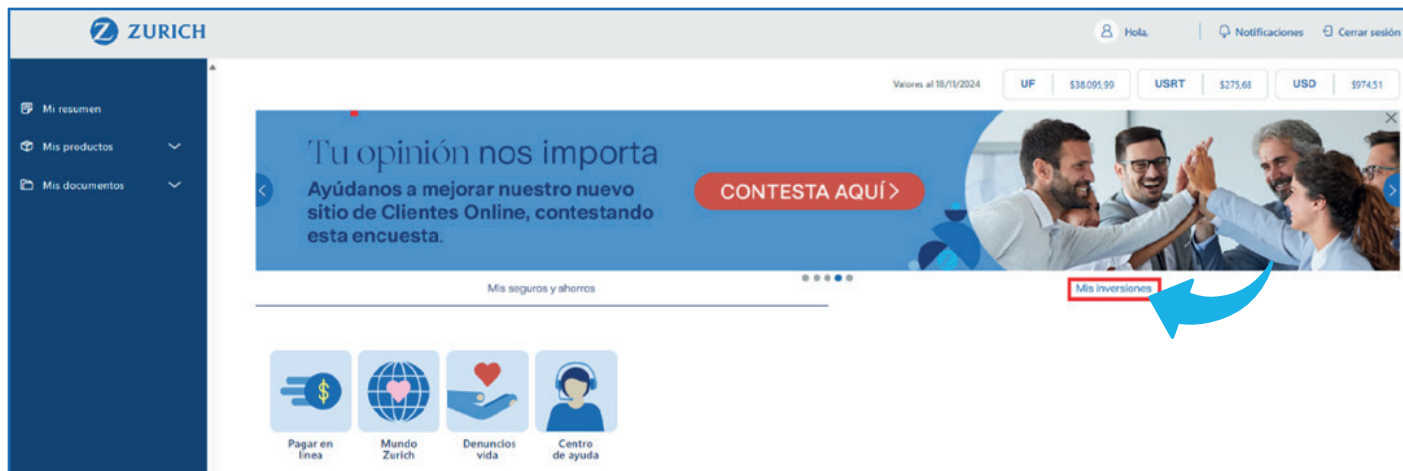 ZURICH
Hola,
Notificaciones
Cerrar sesión
Mi resumen
Mis productos
Mis documentos
Valores al 18/11/2024
UF $38.095,99
USRT $275,68
USD $974,51
Tu opinión nos importa
Ayúdanos a mejorar nuestro nuevo
sitio de Clientes Online, contestando
esta encuesta.
CONTESTA AQUÍ >
Mis seguros y ahorros
Mis inversiones
Pagar en
línea
Mundo
Zurich
Denuncios
vida
Centro
de ayuda